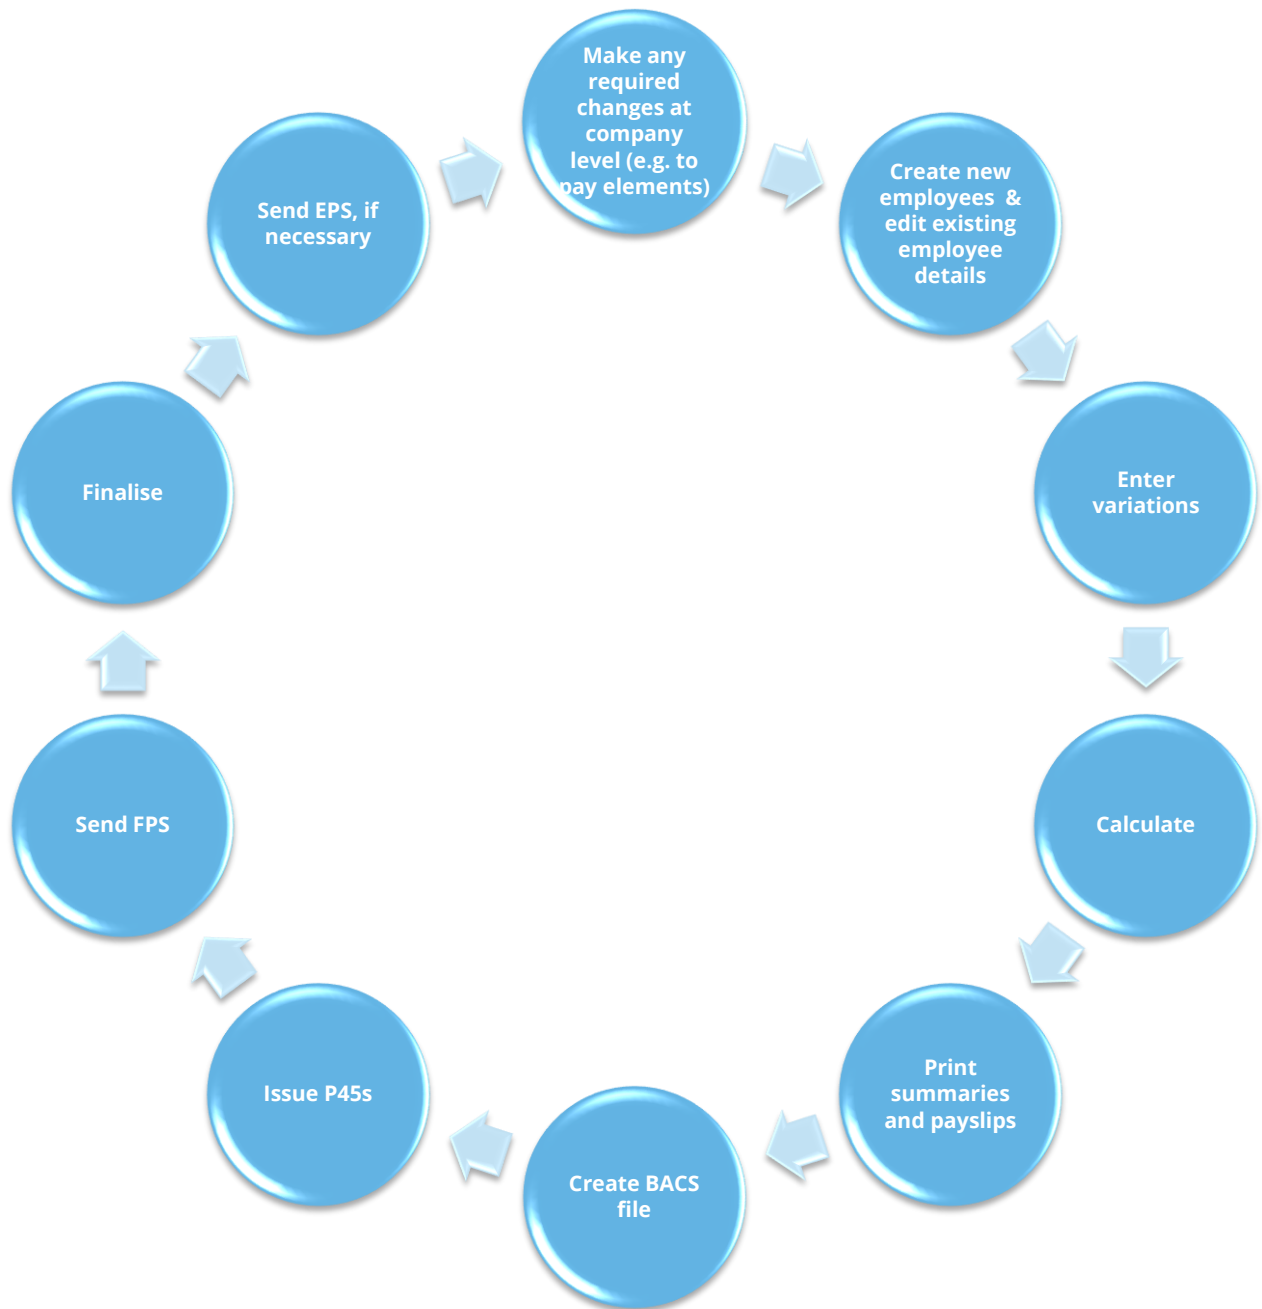 Make any
required
changes at
company
level (e.g. to
pay elements)
Create new
employees  &
edit existing
employee
details
Enter
variations
Calculate
Print
summaries
and payslips
Create BACS
file
Issue P45s
Send FPS
Finalise
Send EPS, if
necessary